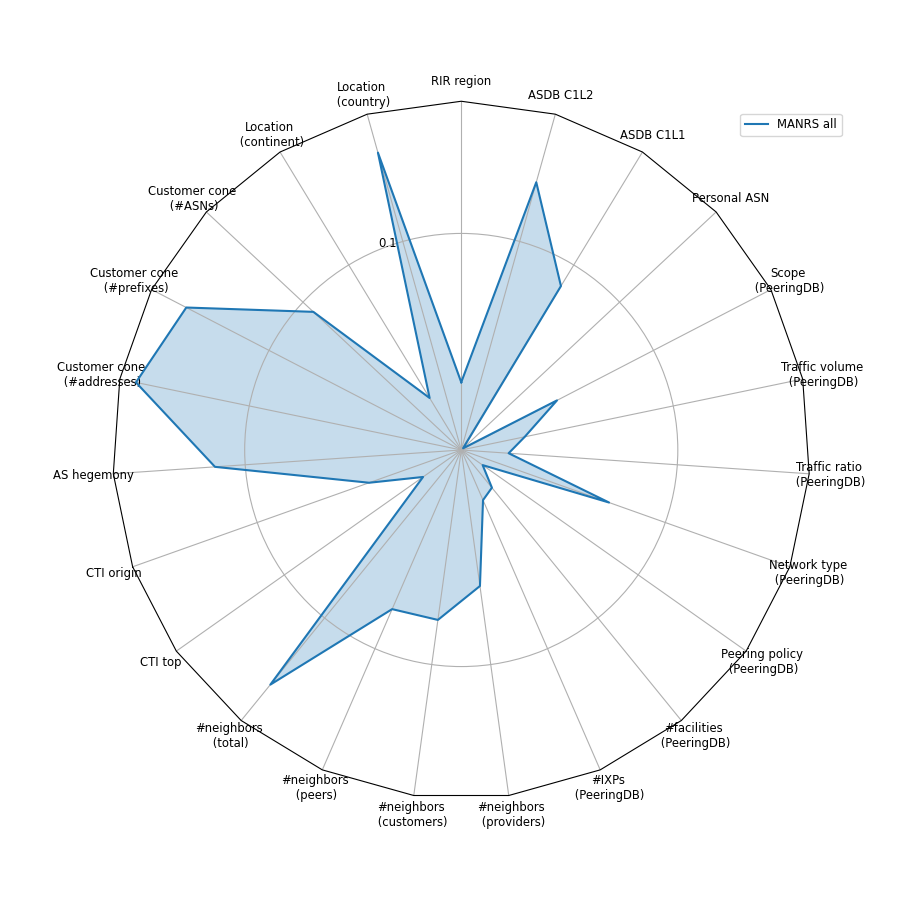 RIR region
Location
(country)
ASDB C1L2
MANRS all
Location
(continent)
ASDB C1L1
Customer cone
(#ASNs)
Personal ASN
0.1
Customer cone
(#prefixes)
Scope
(PeeringDB)
Customer cone
(#addresses)
Traffic volume
(PeeringDB)
AS hegemony
Traffic ratio
(PeeringDB)
CTI origin
Network type
(PeeringDB)
CTI top
Peering policy
(PeeringDB)
#neighbors
(total)
#facilities
(PeeringDB)
#neighbors
(peers)
#IXPs
(PeeringDB)
#neighbors
(customers)
#neighbors
(providers)